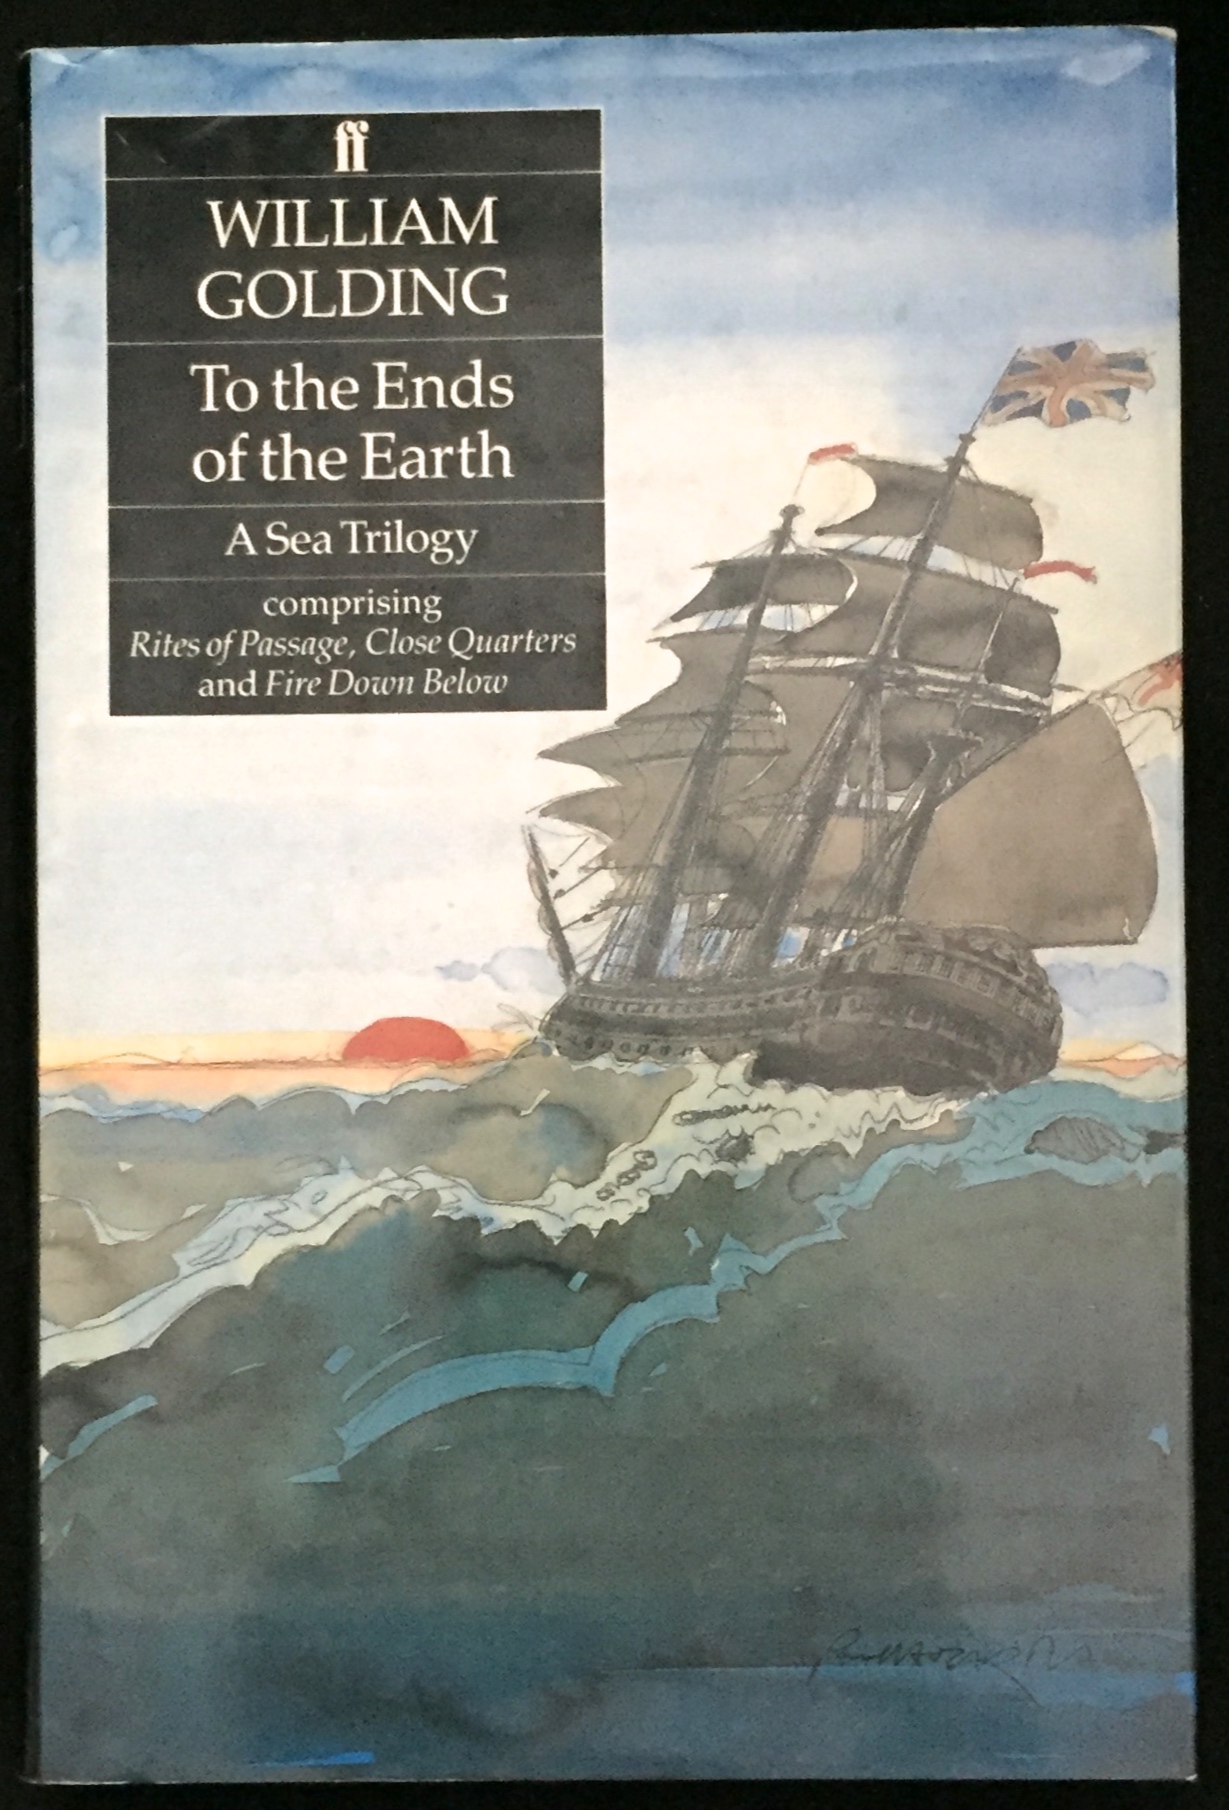 ff
WILLIAM
GOLDING
To the Ends
of the Earth
A Sea Trilogy
comprising
Rites of Passage, Close Quarters
and Fire Down Below